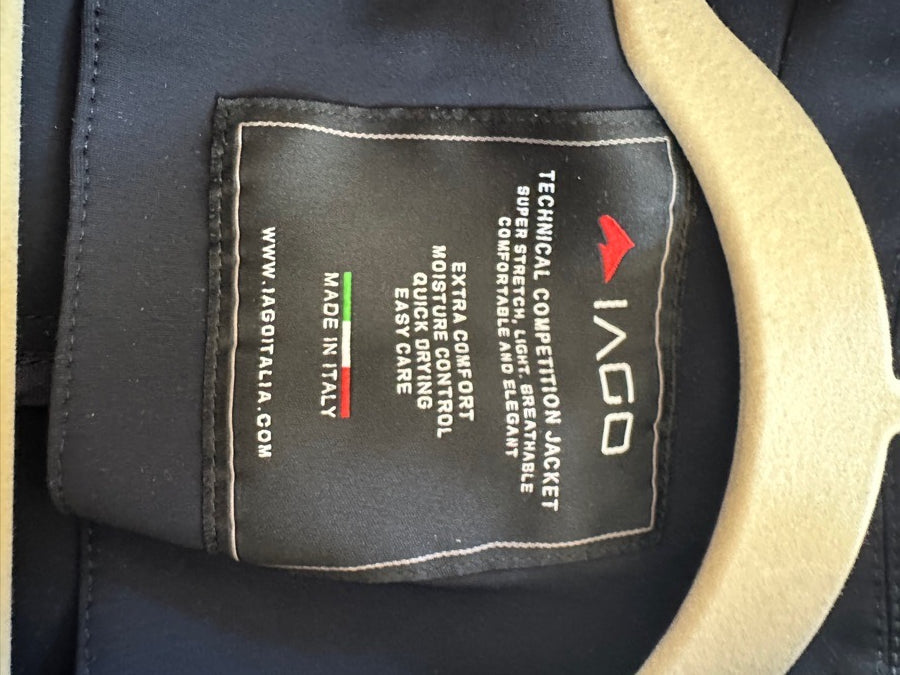 IAGO
TECHNICAL COMPETITION JACKET
SUPER STRETCH, LIGHT, BREATHABLE
COMFORTABLE AND ELEGANT
EXTRA COMFORT
MOISTURE CONTROL
QUICK DRYING
EASY CARE
MADE IN ITALY
WWW.IAGOITALIA.COM